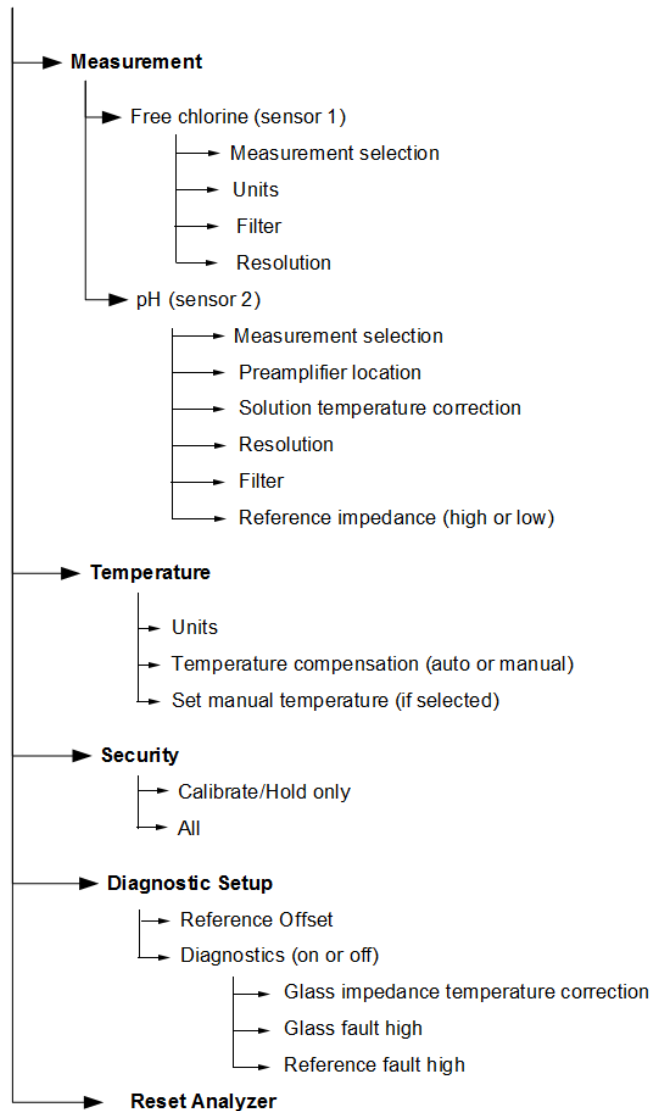 Measurement
Free chlorine (sensor 1)
Measurement selection
Units
Filter
Resolution
pH (sensor 2)
Measurement selection
Preamplifier location
Solution temperature correction
Resolution
Filter
Reference impedance (high or low)
Temperature
Units
Temperature compensation (auto or manual)
Set manual temperature (if selected)
Security
Calibrate/Hold only
All
Diagnostic Setup
Reference Offset
Diagnostics (on or off)
Glass impedance temperature correction
Glass fault high
Reference fault high
Reset Analyzer